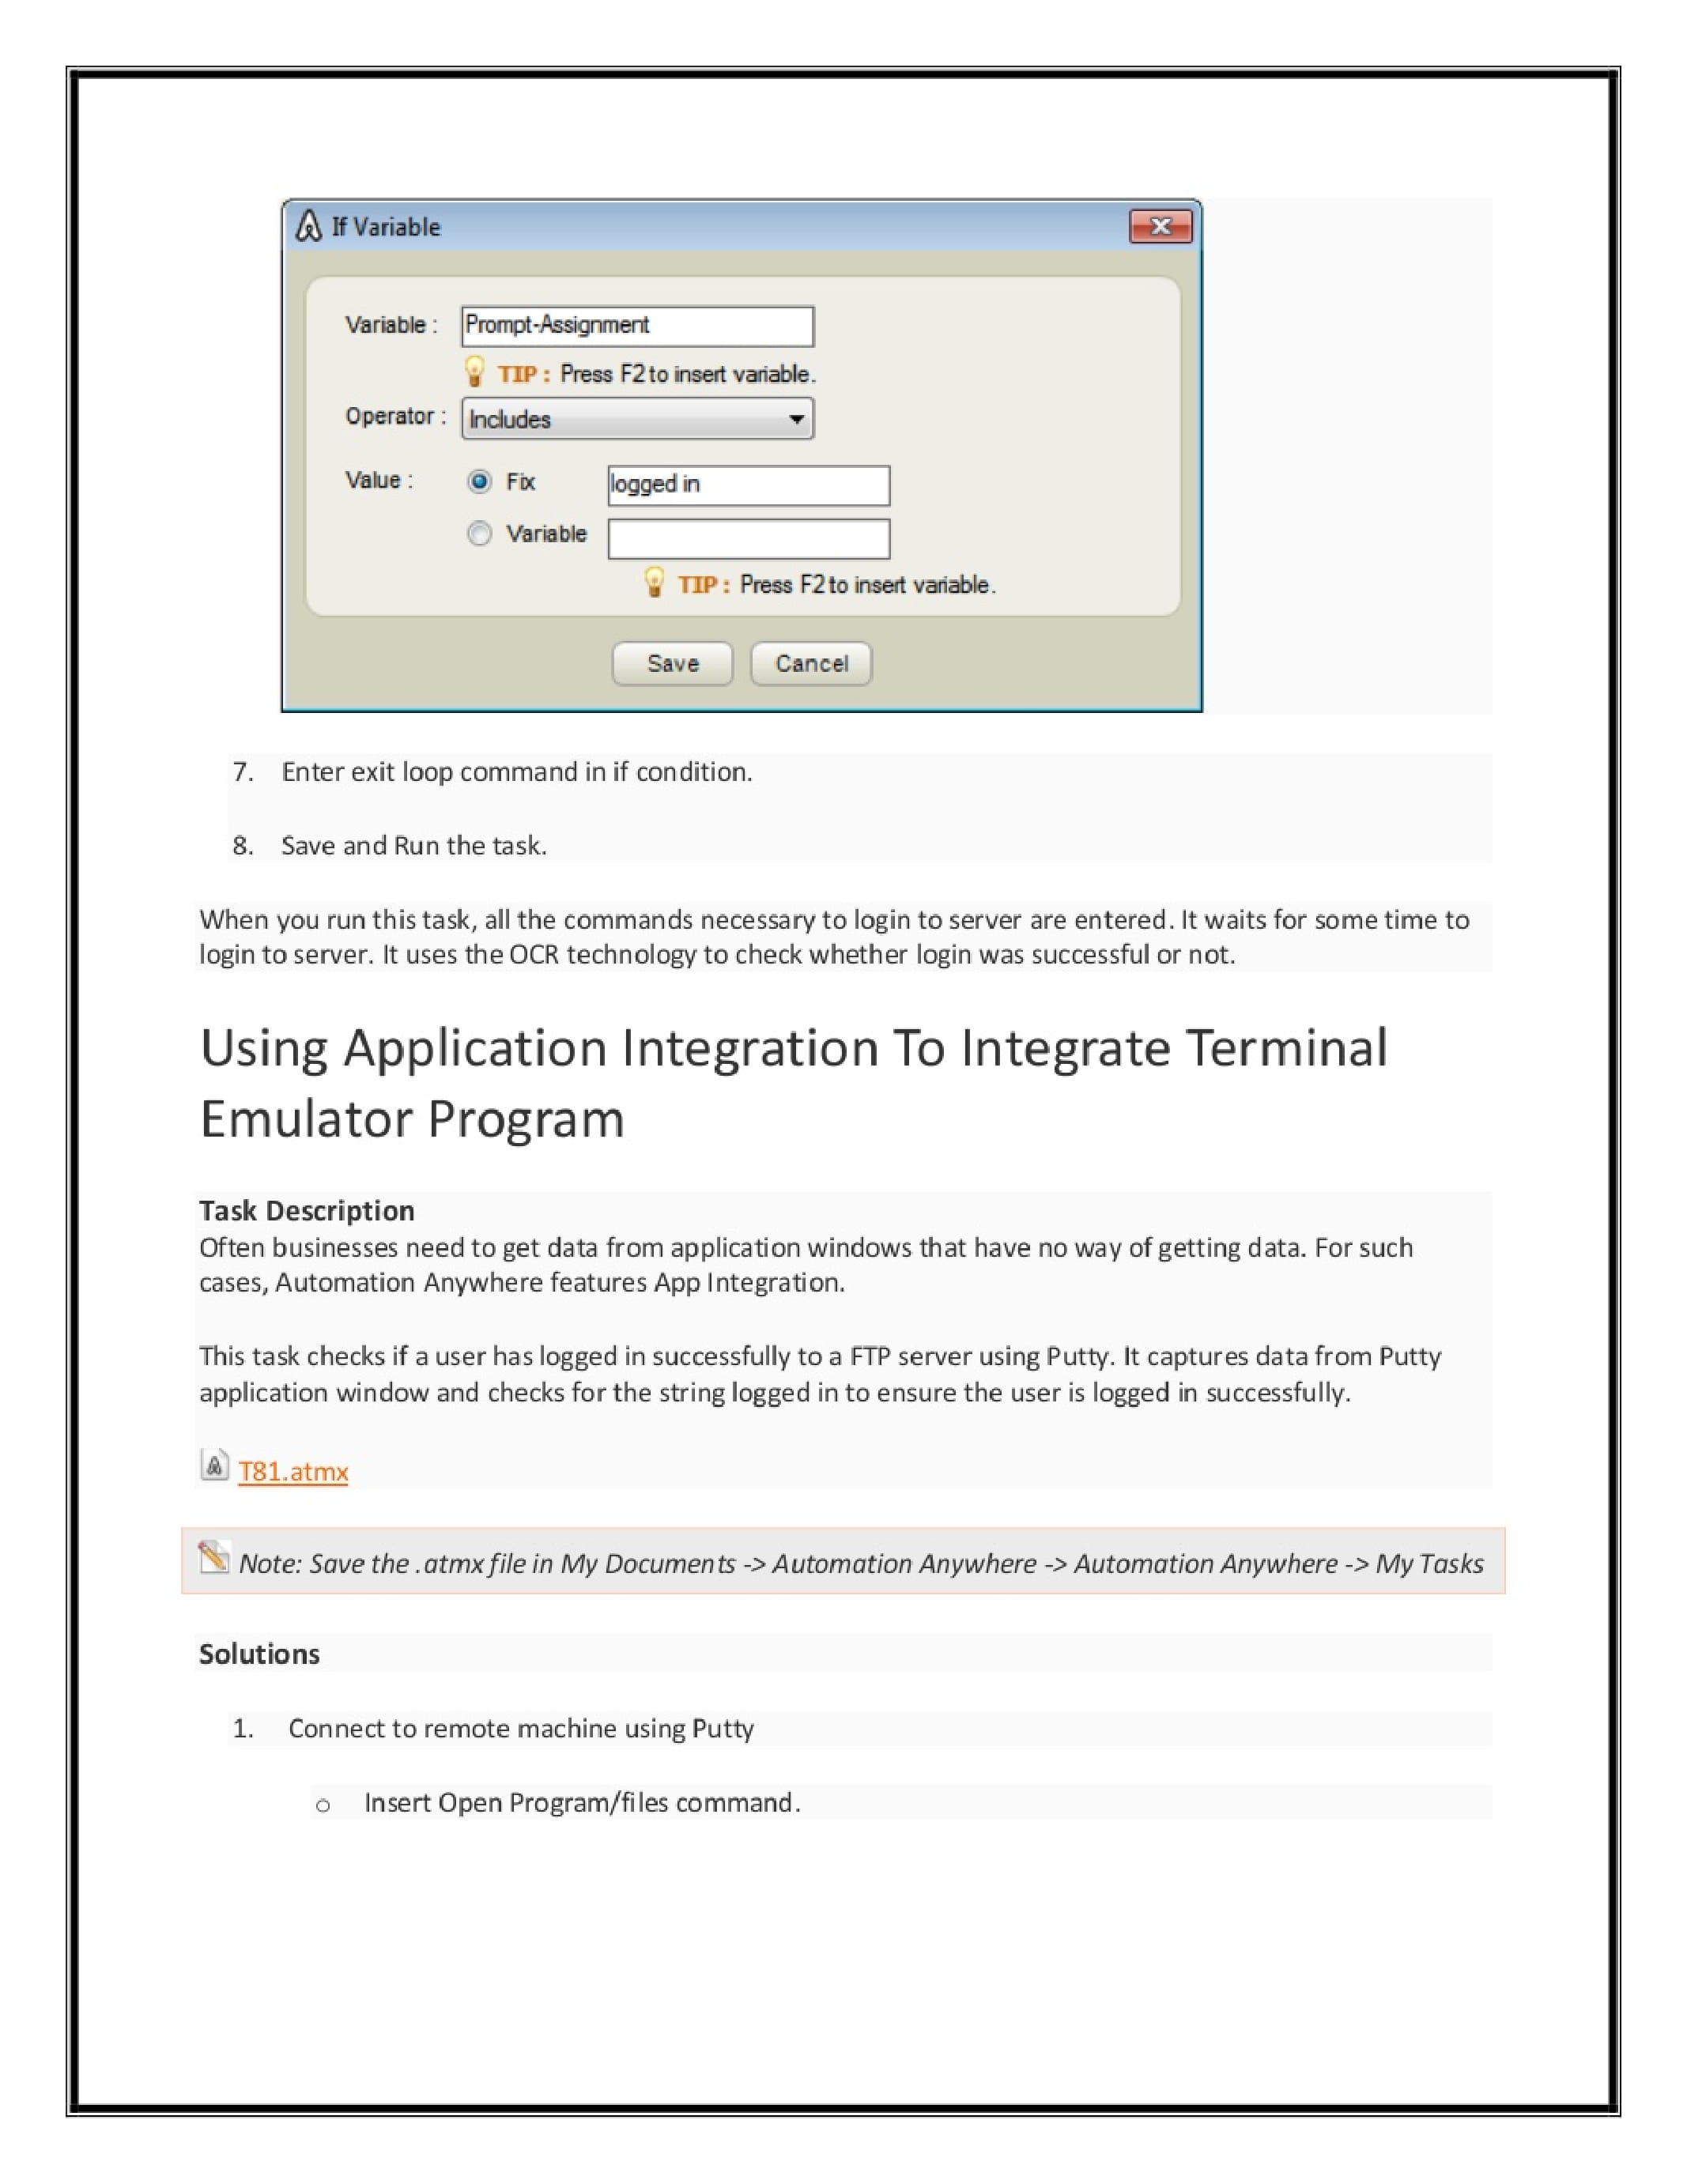 If Variable
Variable : Prompt-Assignment
TIP : Press F2 to insert variable.
Operator : Includes
Value : Fix logged in
Variable
TIP : Press F2 to insert variable.
Save Cancel
7. Enter exit loop command in if condition.
8. Save and Run the task.
When you run this task, all the commands necessary to login to server are entered. It waits for some time to
login to server. It uses the OCR technology to check whether login was successful or not.
Using Application Integration To Integrate Terminal
Emulator Program
Task Description
Often businesses need to get data from application windows that have no way of getting data. For such
cases, Automation Anywhere features App Integration.
This task checks if a user has logged in successfully to a FTP server using Putty. It captures data from Putty
application window and checks for the string logged in to ensure the user is logged in successfully.
T81.atmx
Note: Save the .atmx file in My Documents -> Automation Anywhere -> Automation Anywhere -> My Tasks
Solutions
1. Connect to remote machine using Putty
o Insert Open Program/files command.